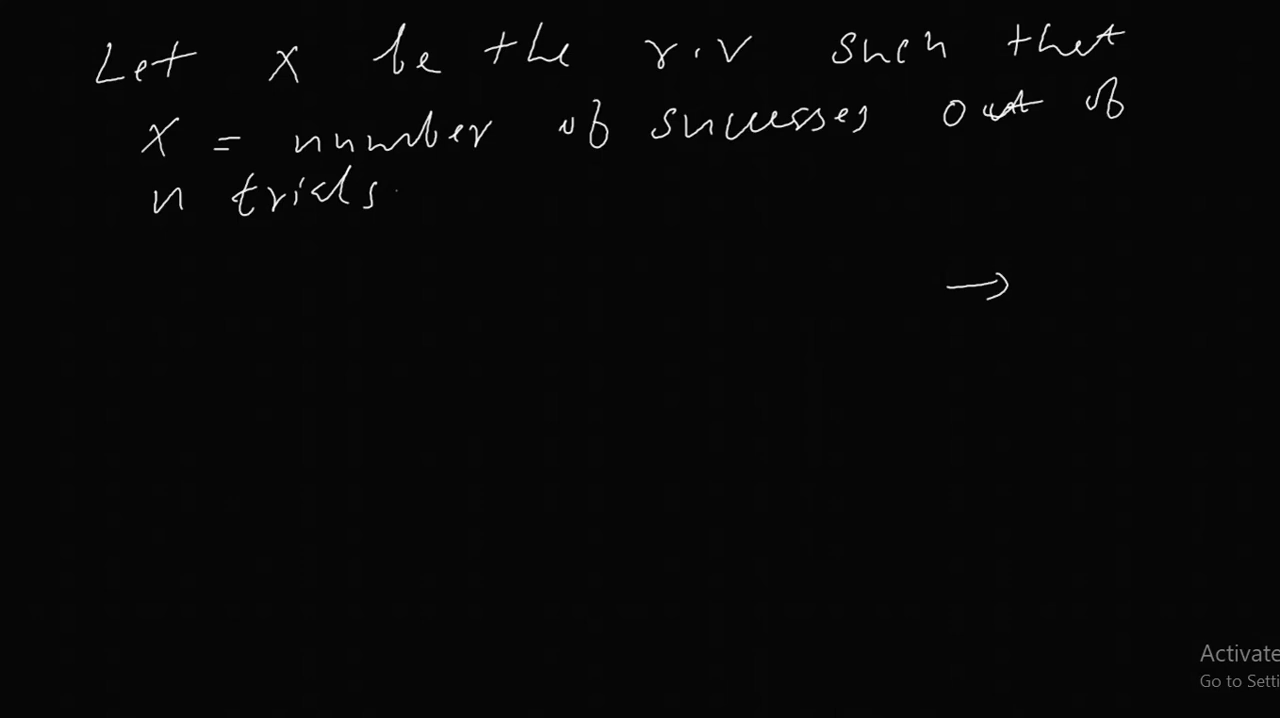 Let X be the r.v such that
X = number of successes out of
n trials.
→
Activate
Go to Setti